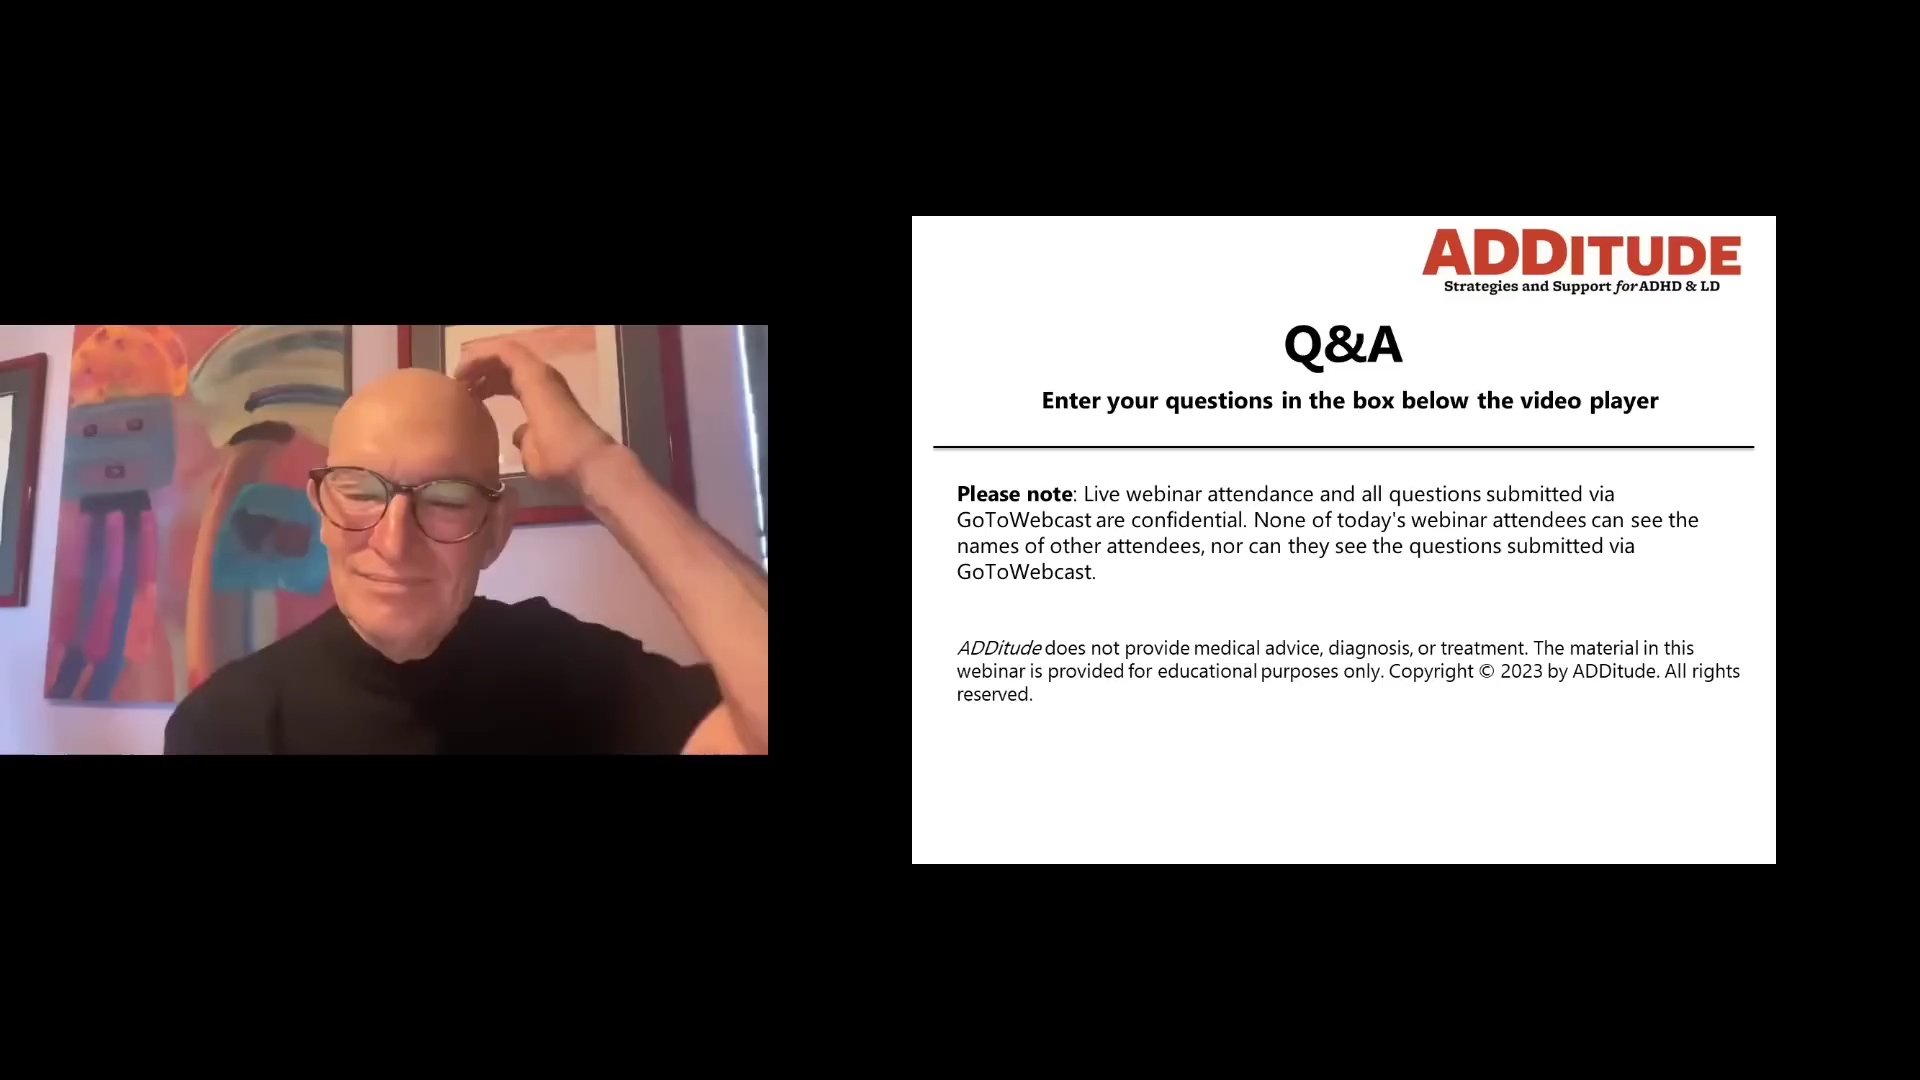 ADDITUDE
Strategies and Support for ADHD & LD
Q&A
Enter your questions in the box below the video player
Please note: Live webinar attendance and all questions submitted via
GoToWebcast are confidential. None of today's webinar attendees can see the
names of other attendees, nor can they see the questions submitted via
GoToWebcast.
ADDitude does not provide medical advice, diagnosis, or treatment. The material in this
webinar is provided for educational purposes only. Copyright © 2023 by ADDitude. All rights
reserved.